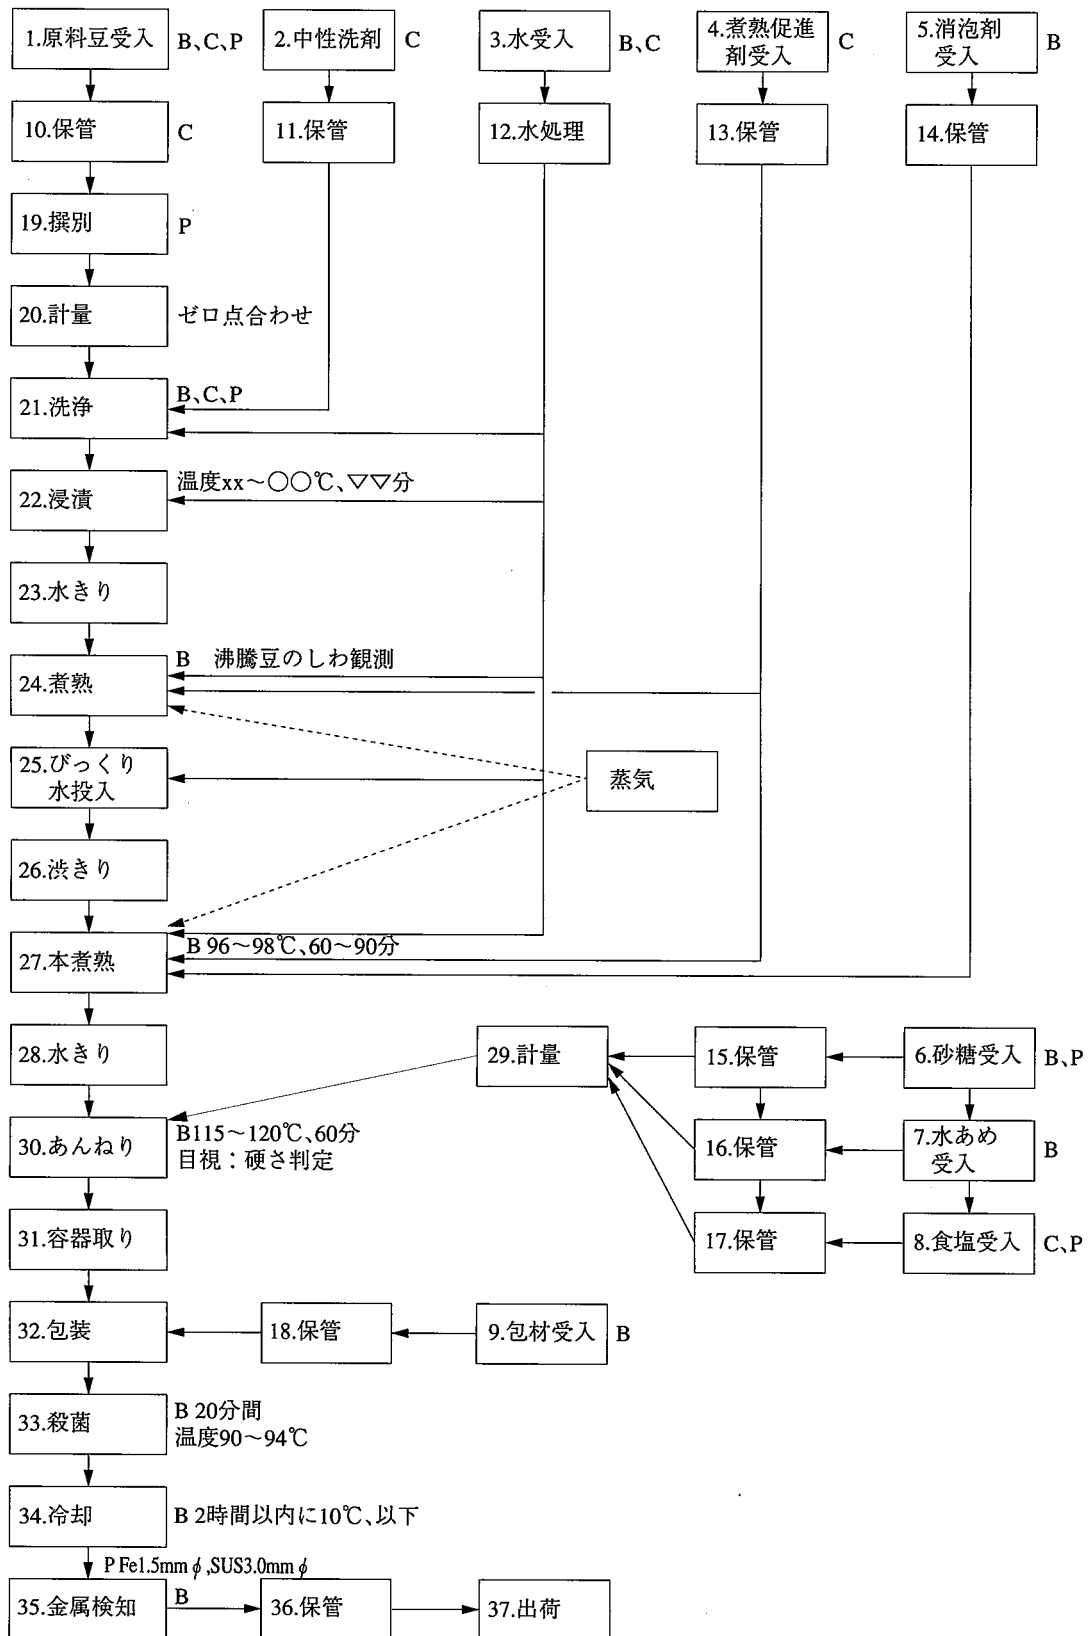 1.原料豆受入 B、C、P
2.中性洗剤 C
3.水受入 B、C
4.煮熟促進
剤受入 C
5.消泡剤
受入 B
10.保管 C
11.保管
12.水処理
13.保管
14.保管
19.撰別 P
20.計量 ゼロ点合わせ
21.洗浄 B、C、P
22.浸漬 温度xx～○○℃、▽▽分
23.水きり
24.煮熟 B 沸騰豆のしわ観測
25.びっくり
水投入
蒸気
26.渋きり
27.本煮熟 B 96～98℃、60～90分
28.水きり
29.計量
15.保管
6.砂糖受入 B、P
30.あんねり B115～120℃、60分
目視：硬さ判定
16.保管
7.水あめ
受入 B
31.容器取り
17.保管
8.食塩受入 C、P
32.包装
18.保管
9.包材受入 B
33.殺菌 B 20分間
温度90～94℃
34.冷却 B 2時間以内に10℃、以下
P Fe1.5mmφ,SUS3.0mmφ
35.金属検知 B
36.保管
37.出荷